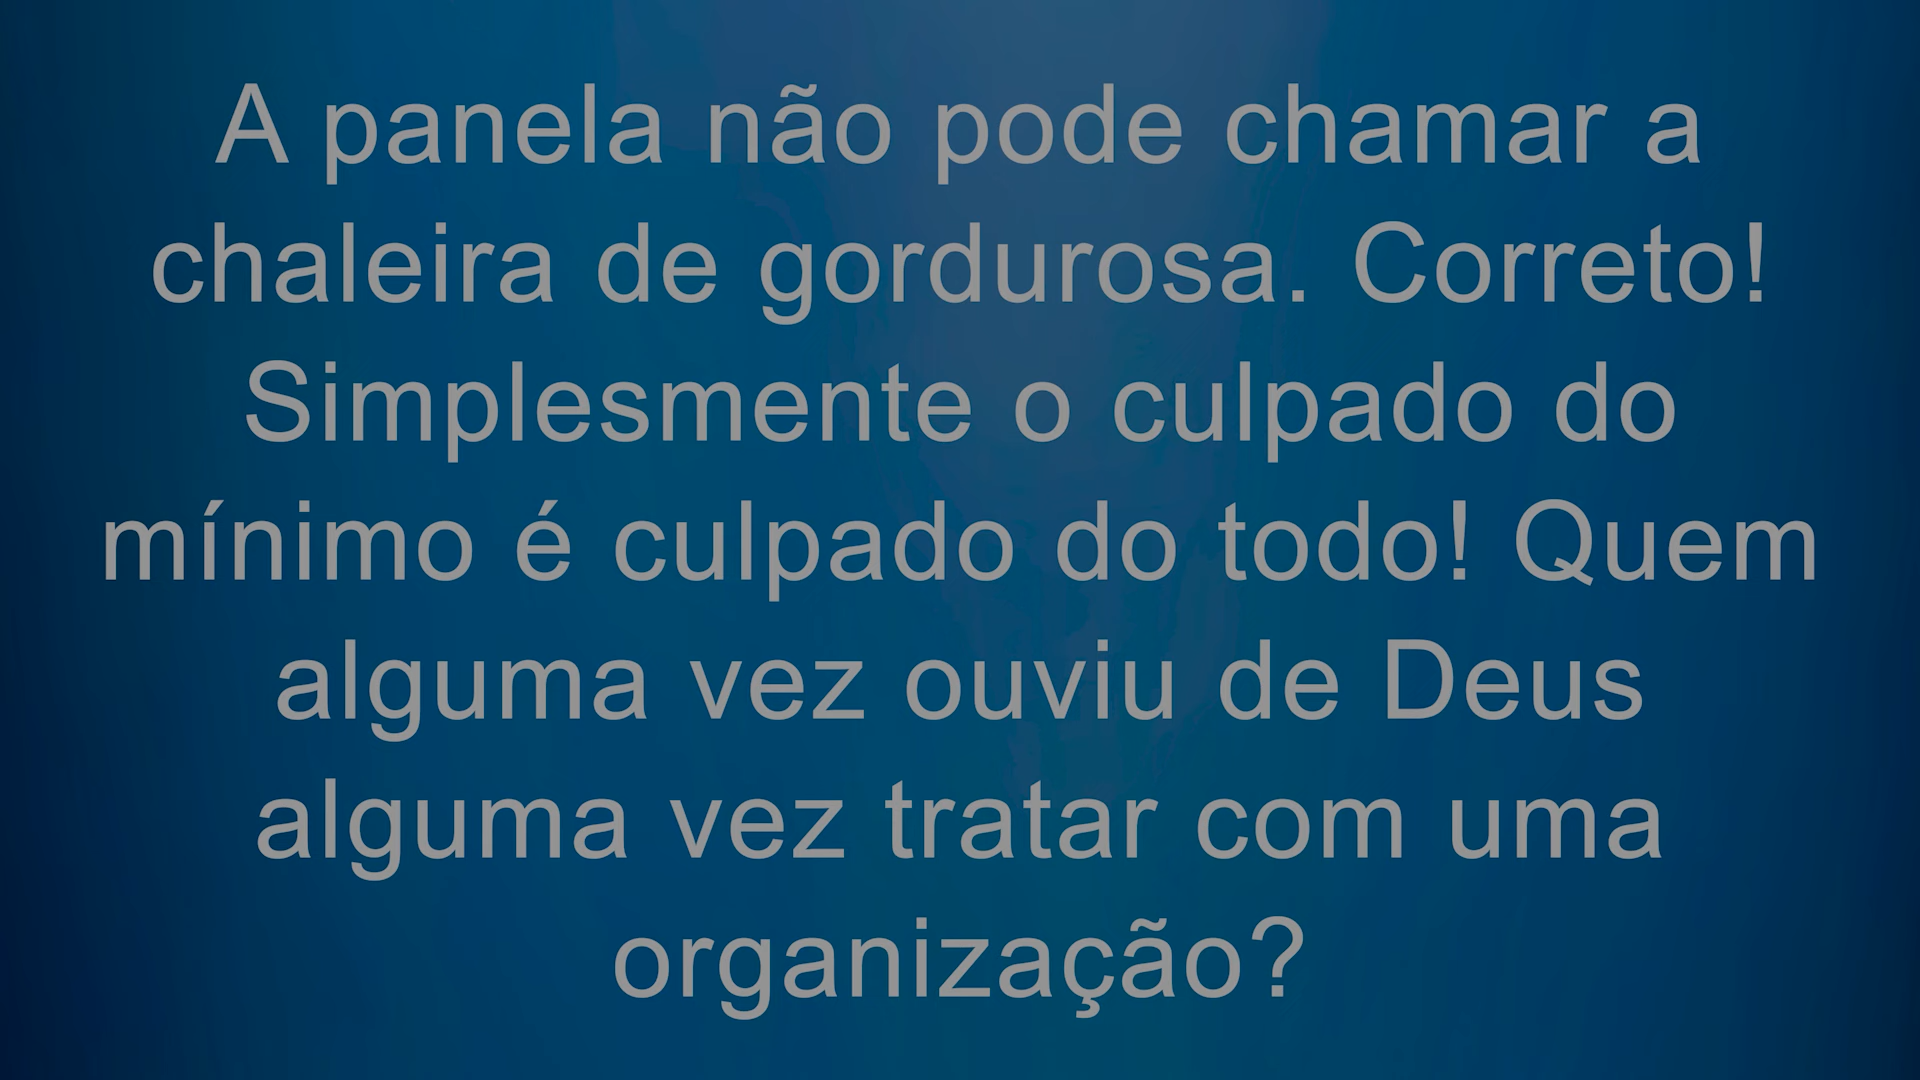 A panela não pode chamar a
chaleira de gordurosa. Correto!
Simplesmente o culpado do
mínimo é culpado do todo! Quem
alguma vez ouviu de Deus
alguma vez tratar com uma
organização?